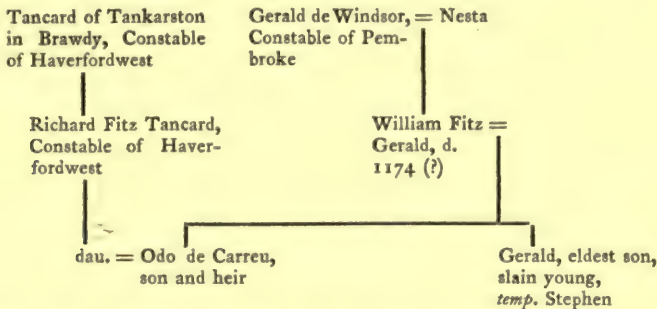 Tancard of Tankarston
in Brawdy, Constable
of Haverfordwest
Gerald de Windsor, = Nesta
Constable of Pem-
broke
Richard Fitz Tancard,
Constable of Haver-
fordwest
William Fitz =
Gerald, d.
1174 (?)
dau. = Odo de Carreu,
son and heir
Gerald, eldest son,
slain young,
temp. Stephen